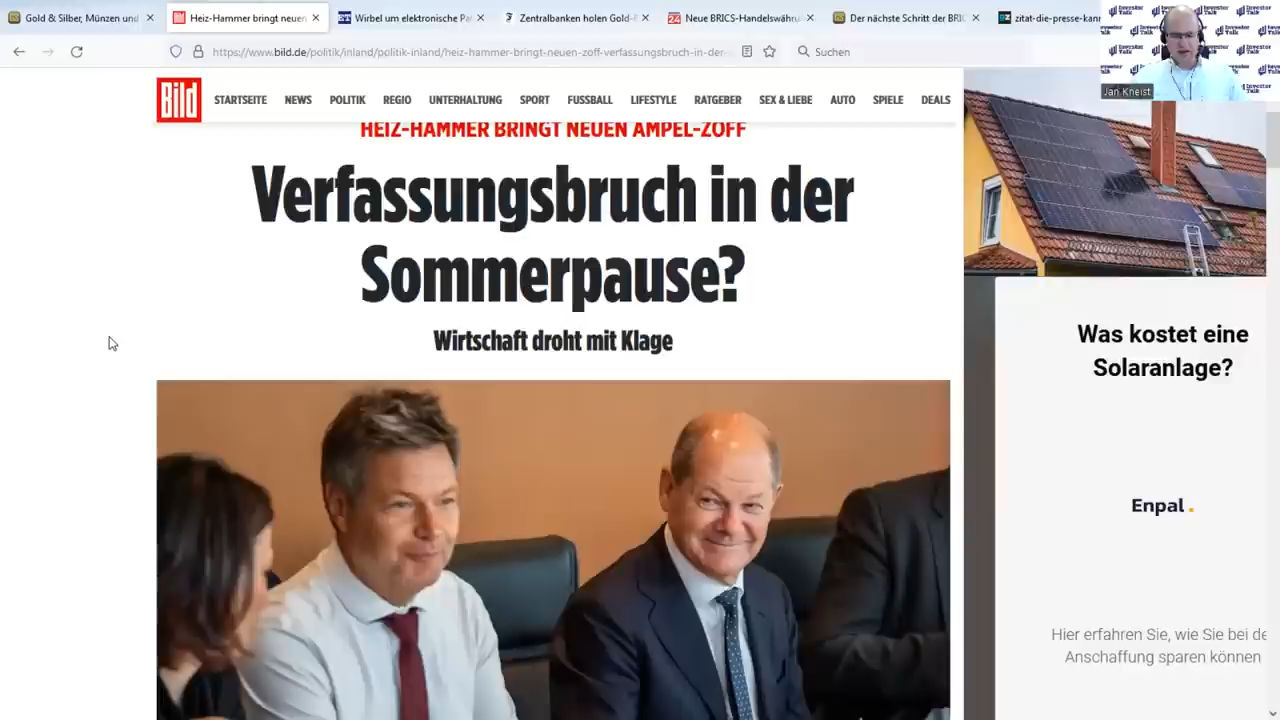 Gold & Silber, Münzen und
Heiz-Hammer bringt neuen
Wirbel um elektronische Pa
Zentralbanken holen Gold-
Neue BRICS-Handelswähru
Der nächste Schritt der BRI
zitat-die-presse-kann
https://www.bild.de/politik/inland/politik-inland/heiz-hammer-bringt-neuen-zoff-verfassungsbruch-in-der-
Suchen
Jan Kneist
Bild
STARTSEITE NEWS POLITIK REGIO UNTERHALTUNG SPORT FUSSBALL LIFESTYLE RATGEBER SEX & LIEBE AUTO SPIELE DEALS
HEIZ-HAMMER BRINGT NEUEN AMPEL-ZOFF
Verfassungsbruch in der
Sommerpause?
Wirtschaft droht mit Klage
Was kostet eine
Solaranlage?
Enpal.
Hier erfahren Sie, wie Sie bei de
Anschaffung sparen können